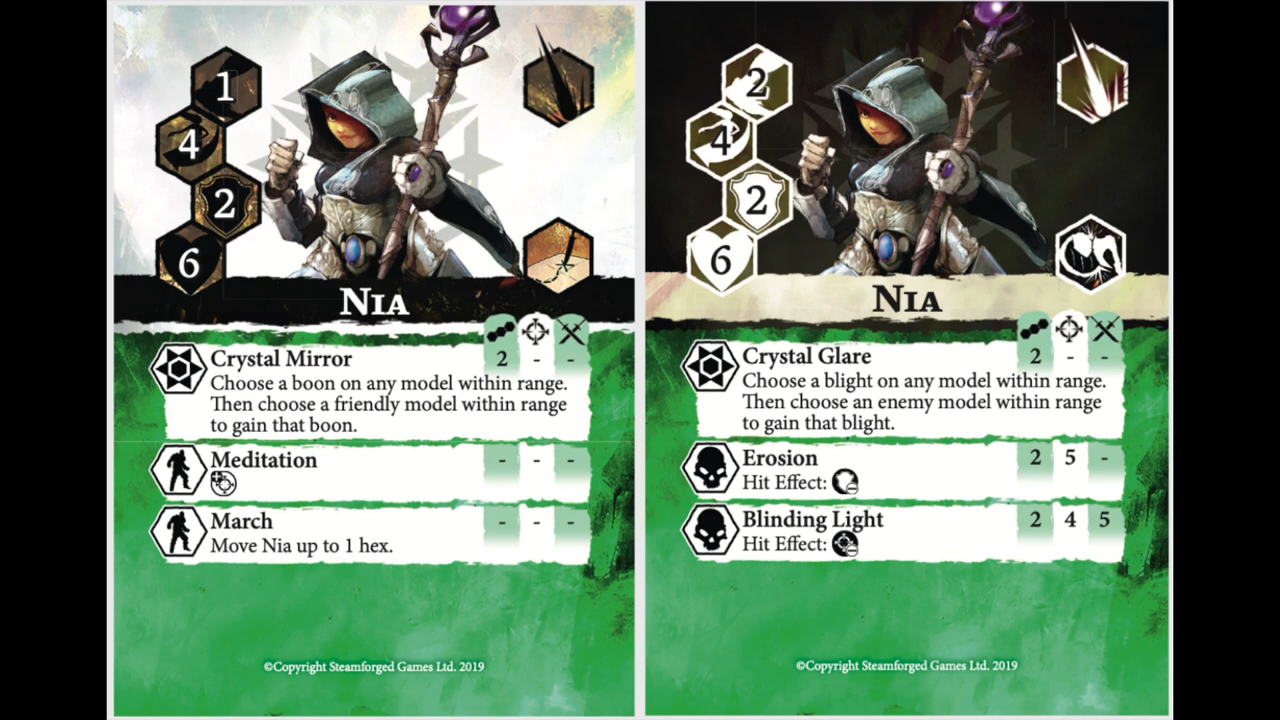 1
4
2
6
NIA
Crystal Mirror 2 - -
Choose a boon on any model within range.
Then choose a friendly model within range
to gain that boon.
Meditation - - -
March - - -
Move Nia up to 1 hex.
©Copyright Steamforged Games Ltd. 2019
2
4
2
6
NIA
Crystal Glare 2 - -
Choose a blight on any model within range.
Then choose an enemy model within range
to gain that blight.
Erosion 2 5 -
Hit Effect:
Blinding Light 2 4 5
Hit Effect:
©Copyright Steamforged Games Ltd. 2019